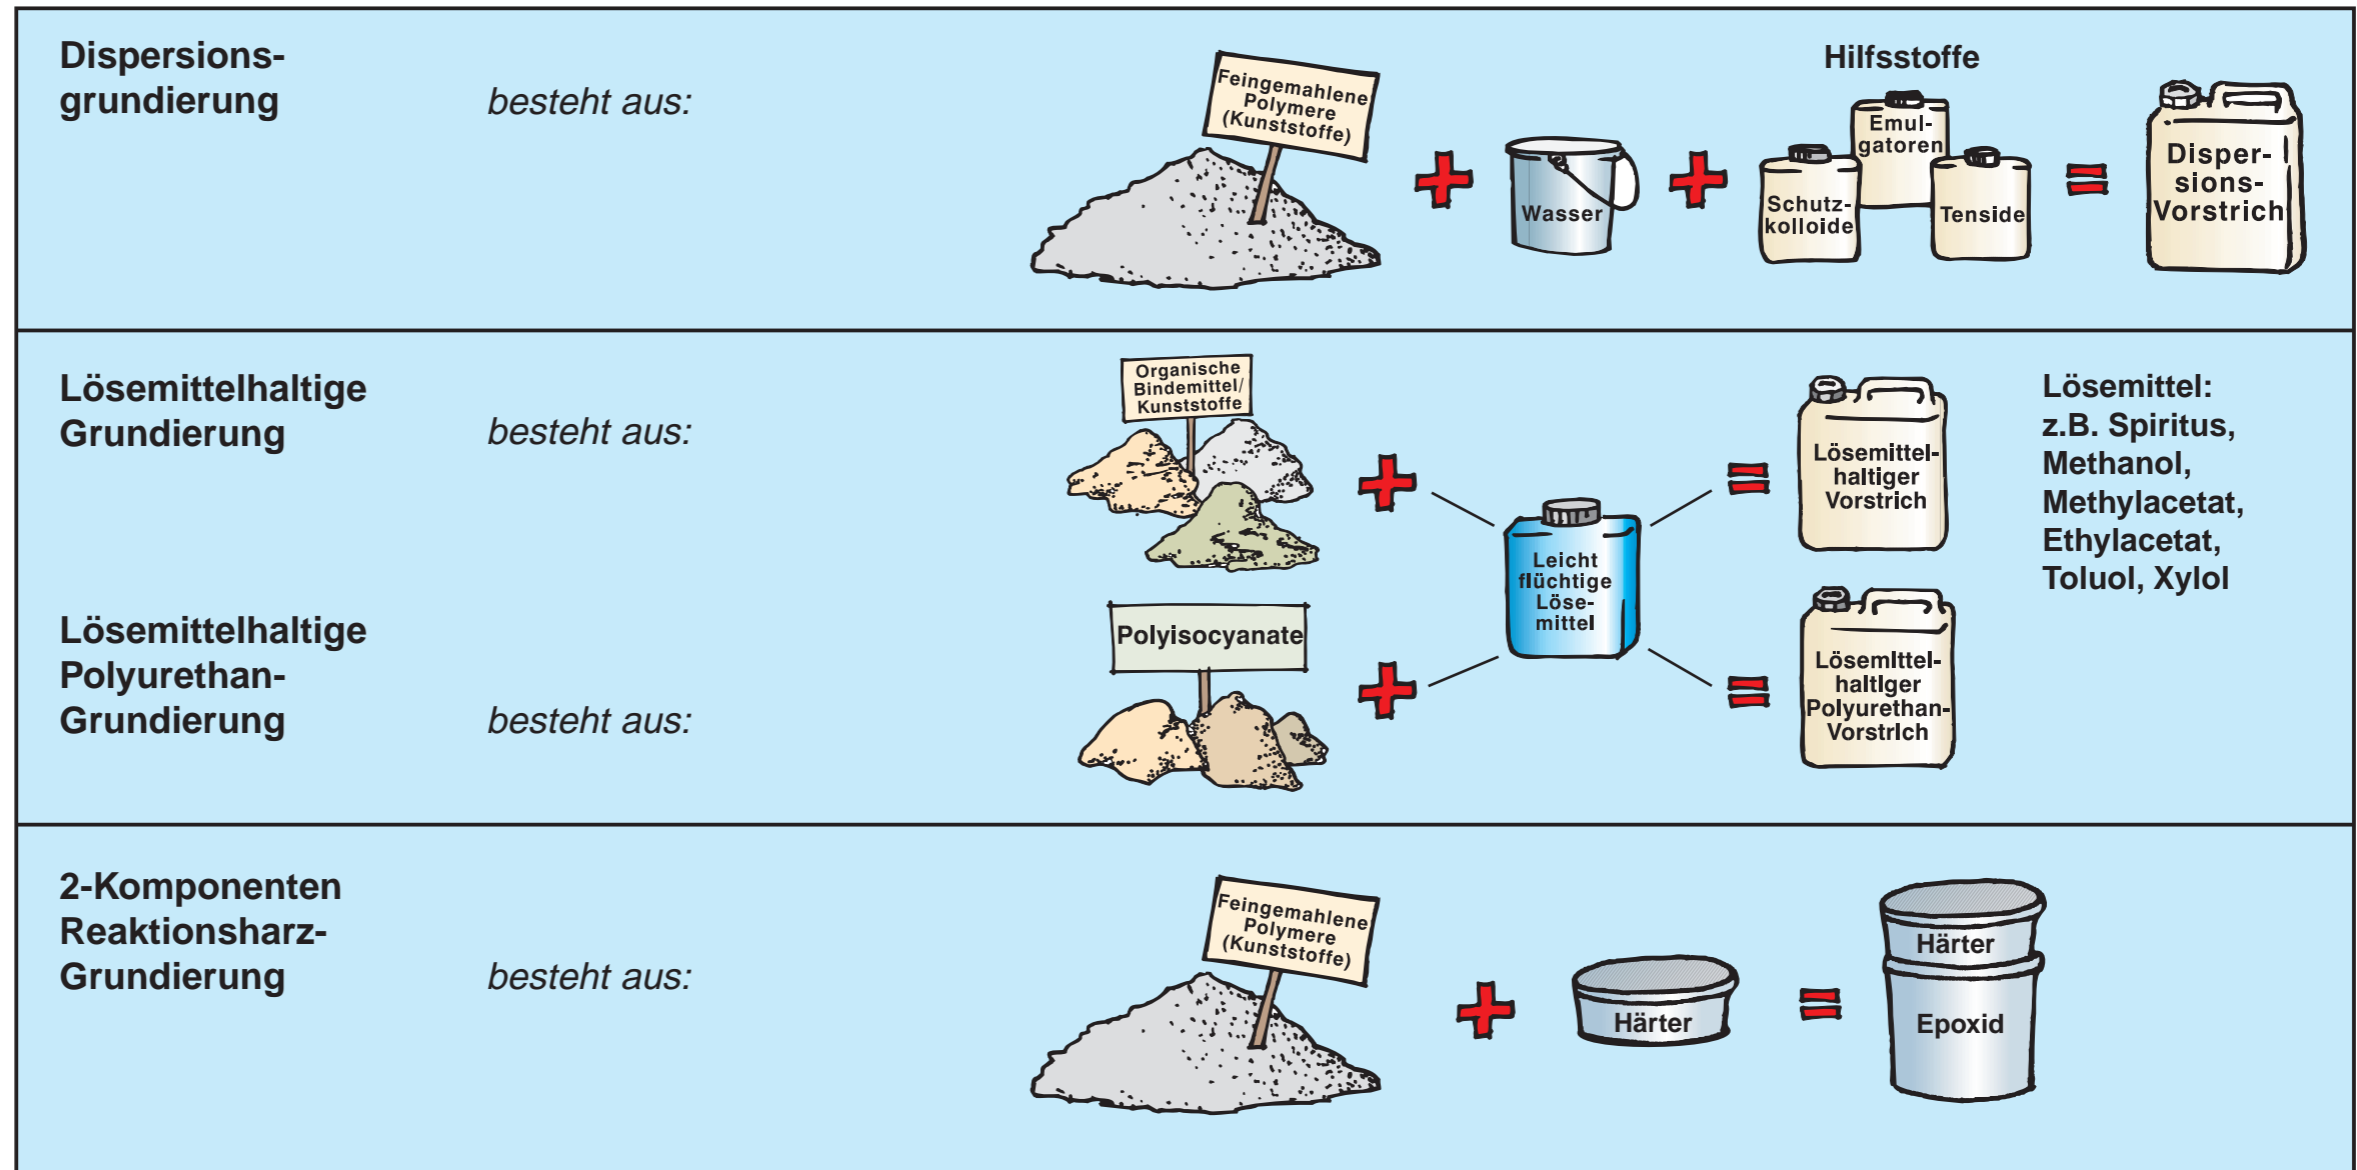 Dispersions-
grundierung
besteht aus:
Feingemahlene
Polymere
(Kunststoffe)
Wasser
Hilfsstoffe
Emul-
gatoren
Schutz-
kolloide
Tenside
Disper-
sions-
Vorstrich
Lösemittelhaltige
Grundierung
besteht aus:
Organische
Bindemittel/
Kunststoffe
Leicht
flüchtige
Löse-
mittel
Lösemittel-
haltiger
Vorstrich
Lösemittel:
z.B. Spiritus,
Methanol,
Methylacetat,
Ethylacetat,
Toluol, Xylol
Lösemittelhaltige
Polyurethan-
Grundierung
besteht aus:
Polyisocyanate
Lösemittel-
haltiger
Polyurethan-
Vorstrich
2-Komponenten
Reaktionsharz-
Grundierung
besteht aus:
Feingemahlene
Polymere
(Kunststoffe)
Härter
Härter
Epoxid